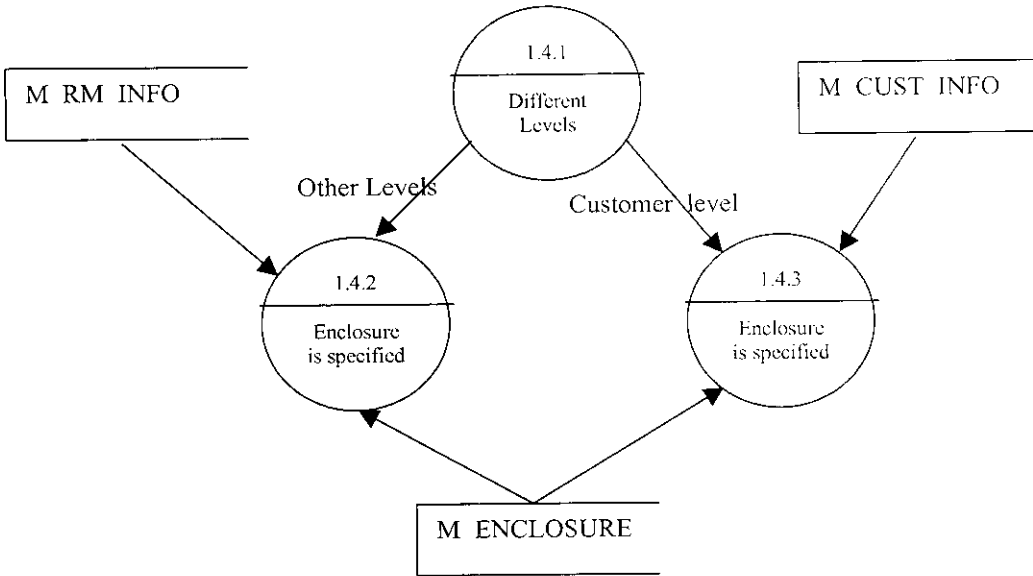 1.4.1
M RM INFO
Different
Levels
M CUST INFO
Other Levels
Customer level
1.4.2
Enclosure
is specified
1.4.3
Enclosure
is specified
M ENCLOSURE